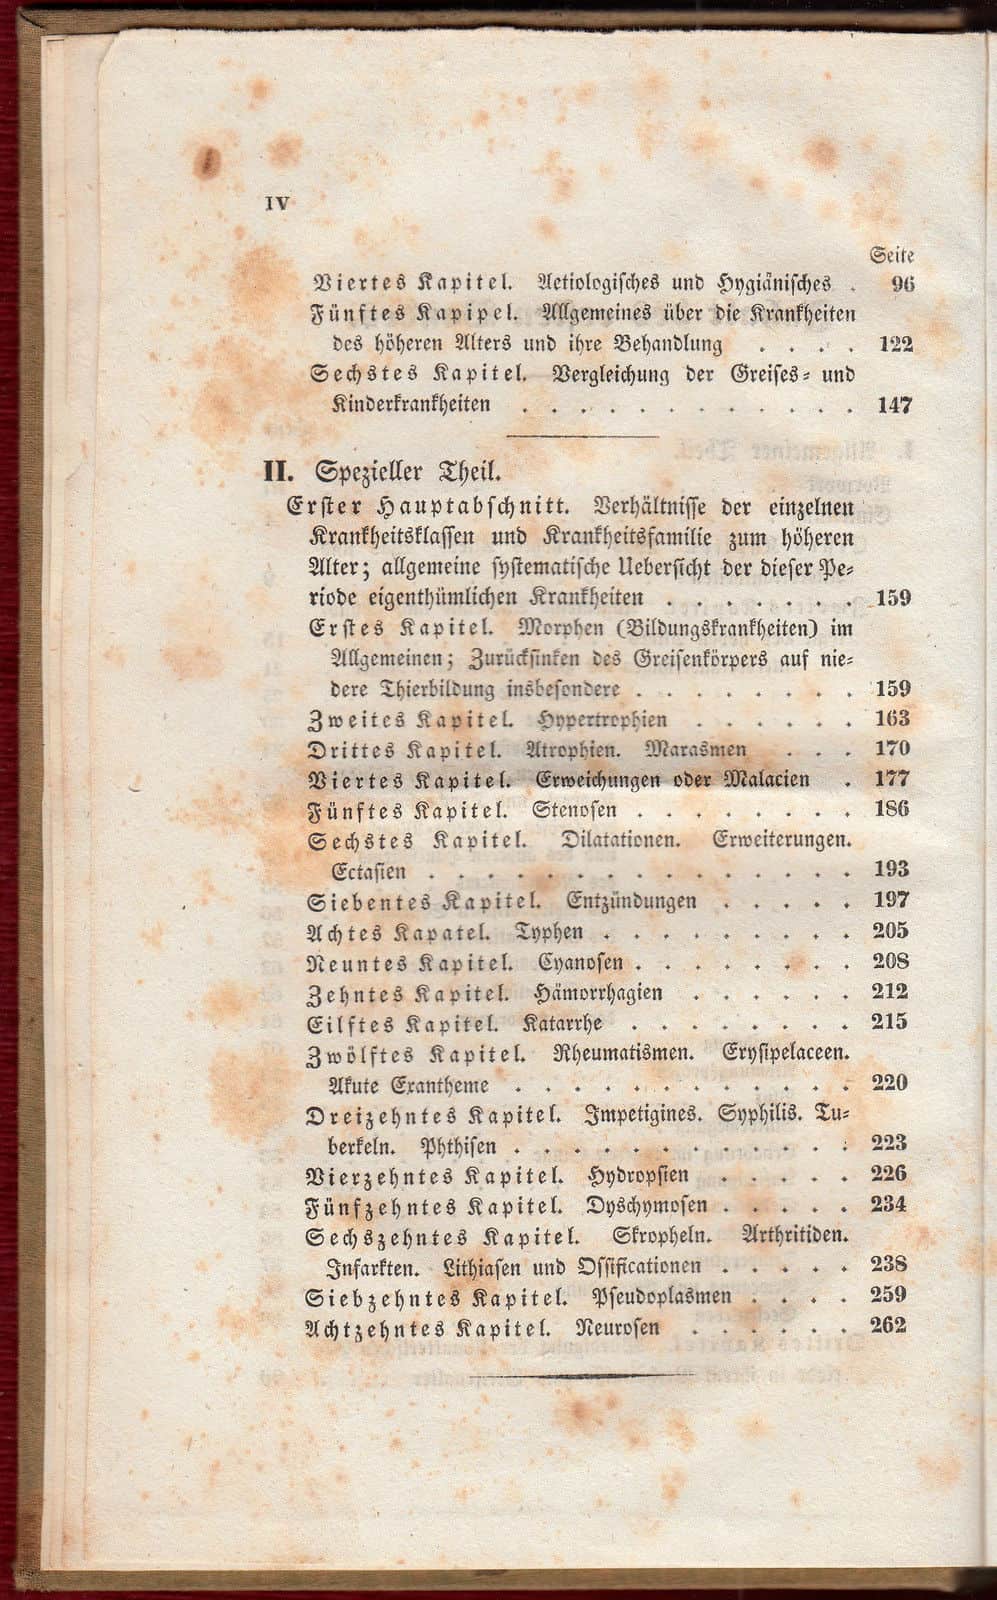 IV
Seite
Viertes Kapitel. Aetiologisches und Hygiänisches . 96
Fünftes Kapipel. Allgemeines über die Krankheiten
des höheren Alters und ihre Behandlung . . . . 122
Sechstes Kapitel. Vergleichung der Greises- und
Kinderkrankheiten . . . . . . . . . . . . 147
II. Spezieller Theil.
Erster Hauptabschnitt. Verhältnisse der einzelnen
Krankheitsklassen und Krankheitsfamilie zum höheren
Alter; allgemeine systematische Uebersicht der dieser Pe-
riode eigenthümlichen Krankheiten . . . . . . . 159
Erstes Kapitel. Morphen (Bildungskrankheiten) im
Allgemeinen; Zurücksinken des Greisenkörpers auf nie-
dere Thierbildung insbesondere . . . . . . . . 159
Zweites Kapitel. Hypertrophien . . . . . . 163
Drittes Kapitel. Atrophien. Marasmen . . . 170
Viertes Kapitel. Erweichungen oder Malacien . 177
Fünftes Kapitel. Stenosen . . . . . . . . 186
Sechstes Kapitel. Dilatationen. Erweiterungen.
Ectasien . . . . . . . . . . . . . . . 193
Siebentes Kapitel. Entzündungen . . . . . 197
Achtes Kapatel. Typhen . . . . . . . . . 205
Neuntes Kapitel. Cyanosen . . . . . . . . 208
Zehntes Kapitel. Hämorrhagien . . . . . . 212
Eilftes Kapitel. Katarrhe . . . . . . . . 215
Zwölftes Kapitel. Rheumatismen. Erysipelaceen.
Akute Exantheme . . . . . . . . . . . . 220
Dreizehntes Kapitel. Impetigines. Syphilis. Tu-
berkeln. Phthisen . . . . . . . . . . . . 223
Vierzehntes Kapitel. Hydropsien . . . . . 226
Fünfzehntes Kapitel. Dyschymosen . . . . . 234
Sechszehntes Kapitel. Skropheln. Arthritiden.
Infarkten. Lithiasen und Ossificationen . . . . . 238
Siebzehntes Kapitel. Pseudoplasmen . . . . 259
Achtzehntes Kapitel. Neurosen . . . . . . 262